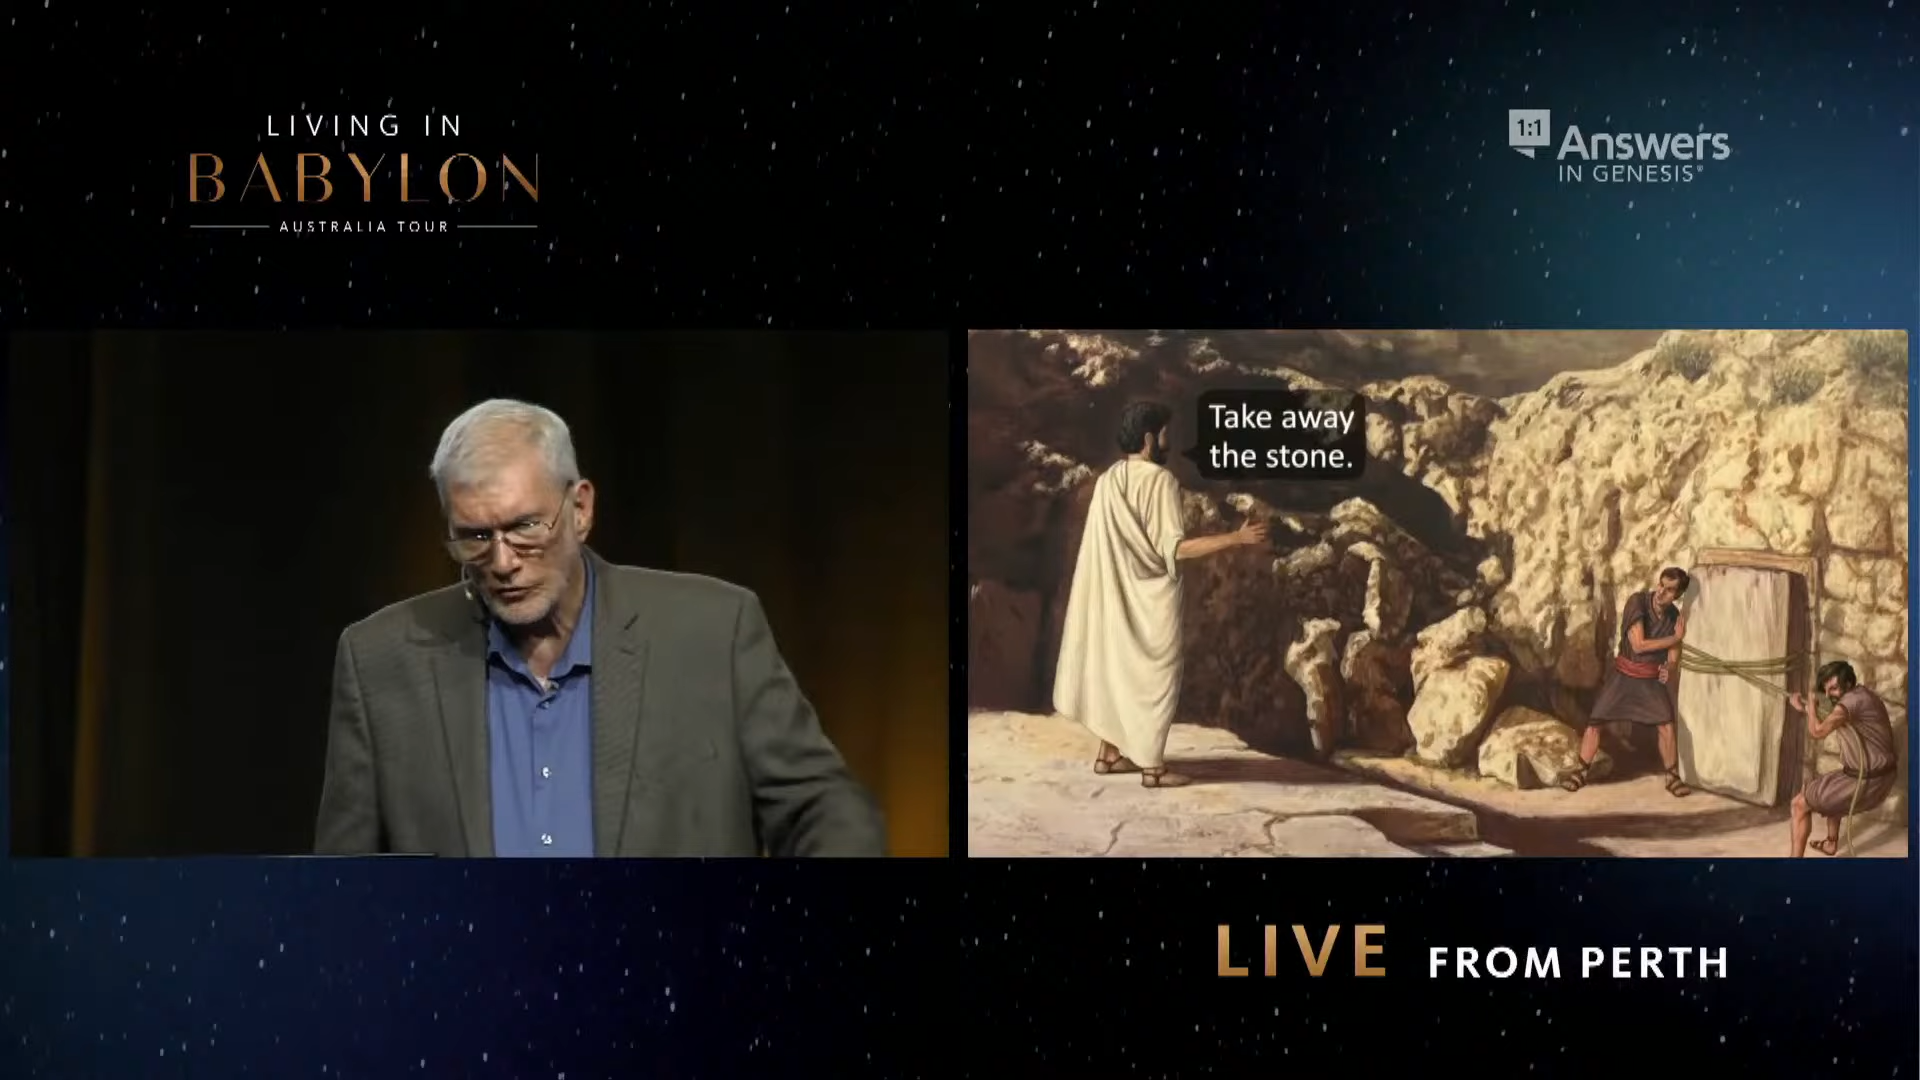 LIVING IN
BABYLON
AUSTRALIA TOUR
1:1
Answers
IN GENESIS®
Take away
the stone.
LIVE FROM PERTH